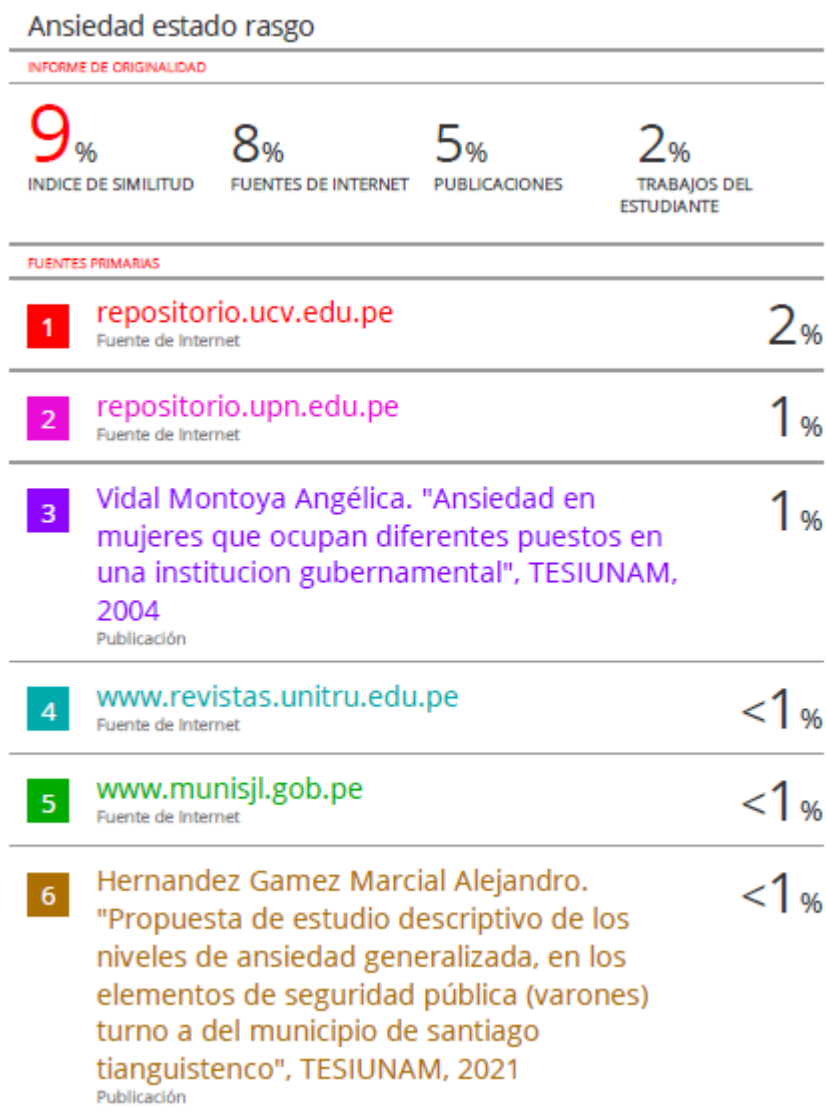 Ansiedad estado rasgo
INFORME DE ORIGINALIDAD
9%
8%
5%
2%
INDICE DE SIMILITUD
FUENTES DE INTERNET
PUBLICACIONES
TRABAJOS DEL
ESTUDIANTE
FUENTES PRIMARIAS
1
repositorio.ucv.edu.pe
Fuente de Internet
2%
2
repositorio.upn.edu.pe
Fuente de Internet
1%
3
Vidal Montoya Angélica. "Ansiedad en
mujeres que ocupan diferentes puestos en
una institucion gubernamental", TESIUNAM,
2004
Publicación
1%
4
www.revistas.unitru.edu.pe
Fuente de Internet
<1%
5
www.munisjl.gob.pe
Fuente de Internet
<1%
6
Hernandez Gamez Marcial Alejandro.
"Propuesta de estudio descriptivo de los
niveles de ansiedad generalizada, en los
elementos de seguridad pública (varones)
turno a del municipio de santiago
tianguistenco", TESIUNAM, 2021
Publicación
<1%